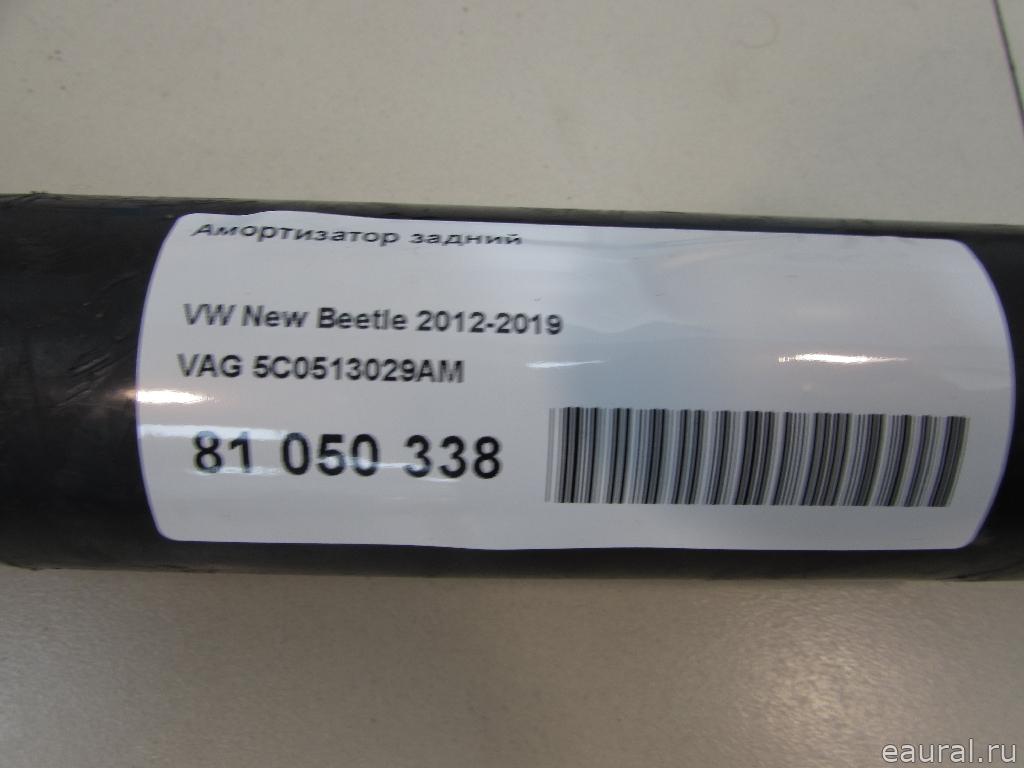 Амортизатор задний
VW New Beetle 2012-2019
VAG 5C0513029AM
81 050 338
eaural.ru